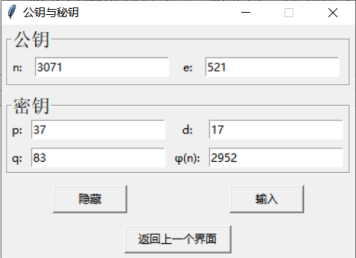 公钥与秘钥
公钥
n: 3071 e: 521
密钥
p: 37 d: 17
q: 83 φ(n): 2952
隐藏 输入
返回上一个界面